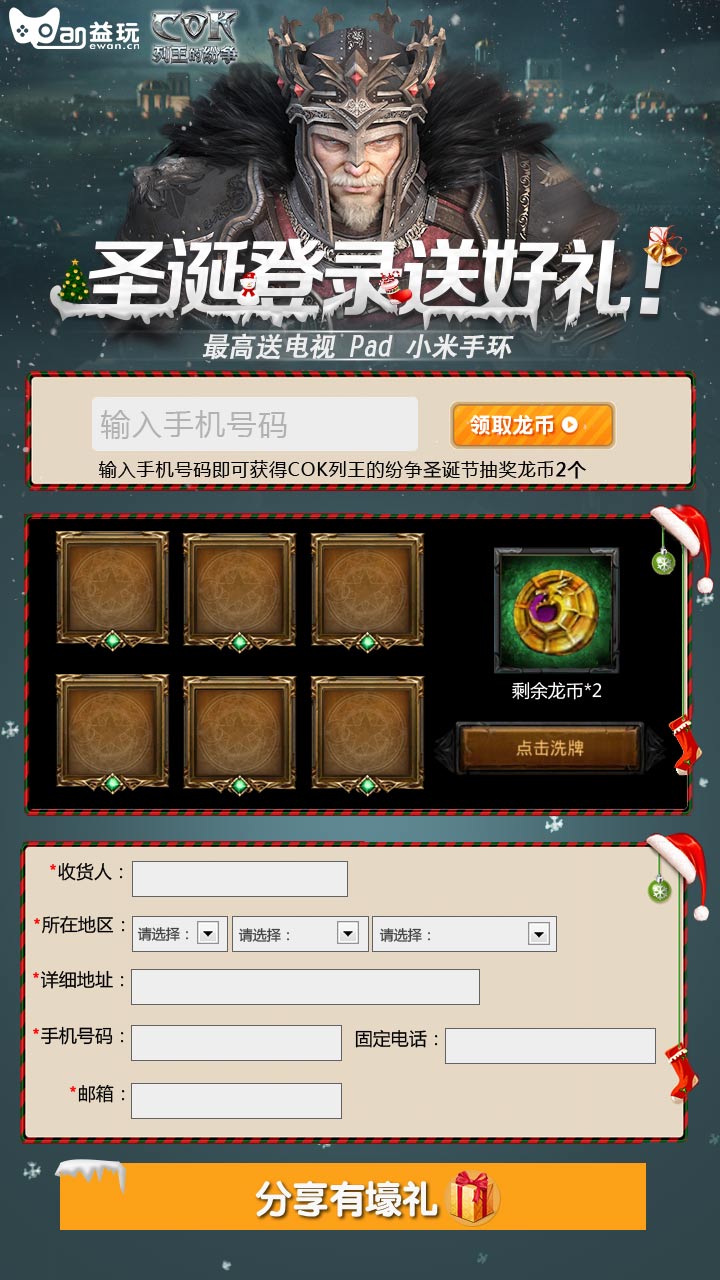 益玩
ewan.cn
COK
列王的纷争
圣诞登录送好礼!
最高送电视 Pad 小米手环
输入手机号码
领取龙币
输入手机号码即可获得COK列王的纷争圣诞节抽奖龙币2个
剩余龙币*2
点击洗牌
*收货人：
*所在地区：
请选择：
请选择：
请选择：
*详细地址：
*手机号码：
固定电话：
*邮箱：
分享有壕礼